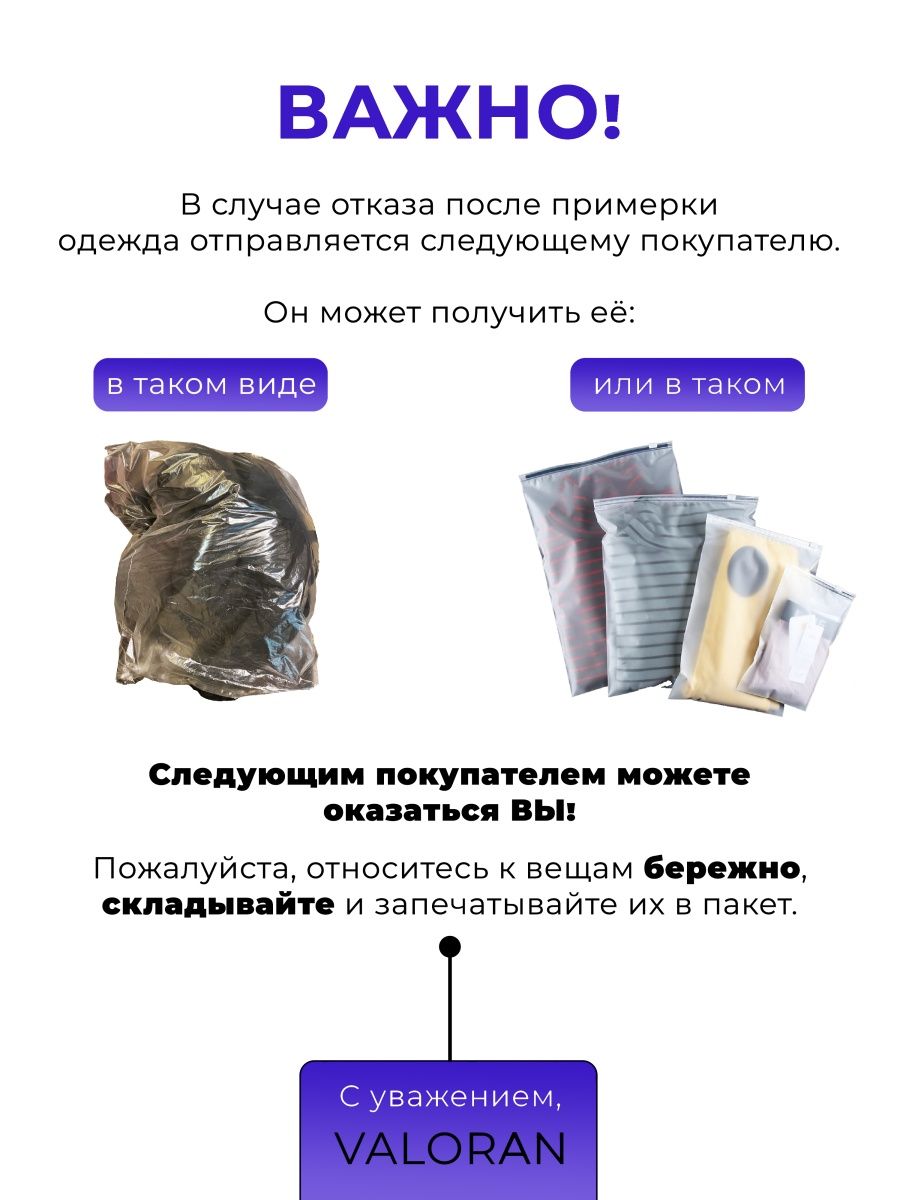 ВАЖНО!
В случае отказа после примерки
одежда отправляется следующему покупателю.
Он может получить её:
в таком виде
или в таком
Следующим покупателем можете
оказаться ВЫ!
Пожалуйста, относитесь к вещам бережно,
складывайте и запечатывайте их в пакет.
С уважением,
VALORAN